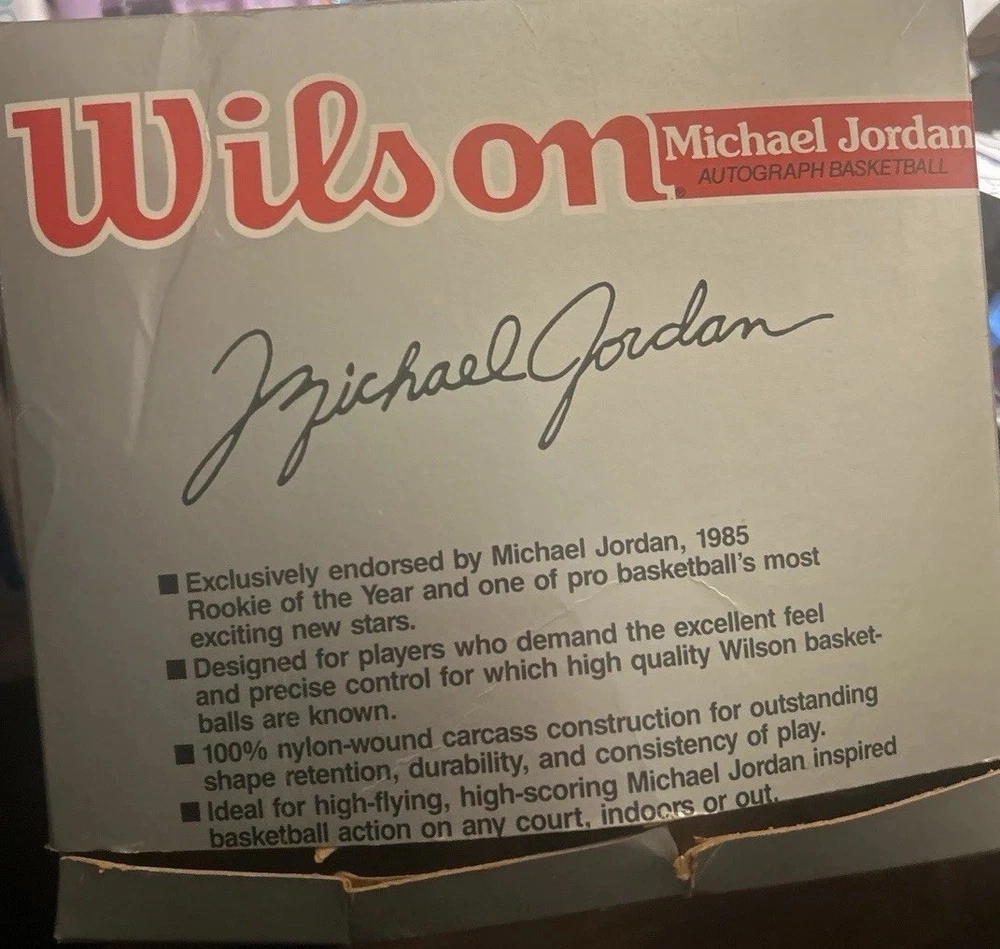 Wilson® Michael Jordan
AUTOGRAPH BASKETBALL
Michael Jordan
■ Exclusively endorsed by Michael Jordan, 1985
Rookie of the Year and one of pro basketball's most
exciting new stars.
■ Designed for players who demand the excellent feel
and precise control for which high quality Wilson basket-
balls are known.
■ 100% nylon-wound carcass construction for outstanding
shape retention, durability, and consistency of play.
■ Ideal for high-flying, high-scoring Michael Jordan inspired
basketball action on any court, indoors or out.